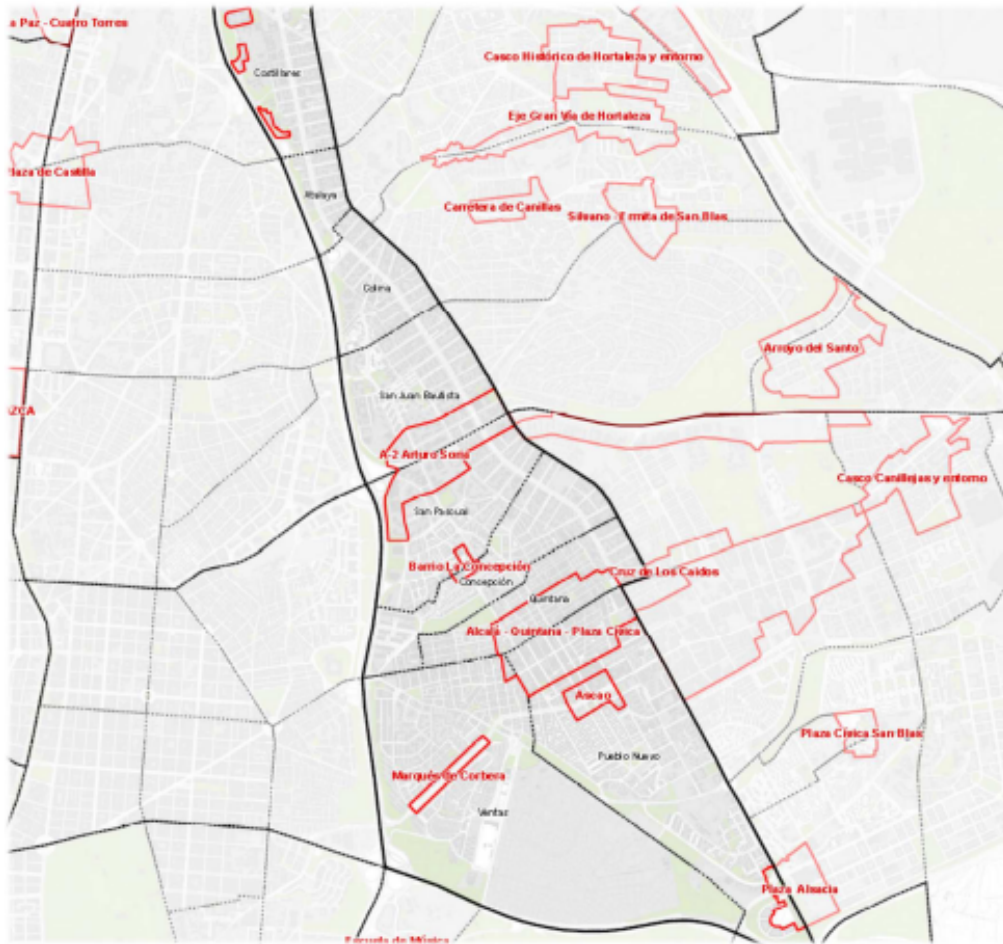 a Paz - Cuatro Torres
Casco Histórico de Hortaleza y entorno
Costillares
Eje Gran Vía de Hortaleza
Plaza de Castilla
Atalaya
Carretera de Canillas
Silvano - Ermita de San Blas
Colina
Arroyo del Santo
San Juan Bautista
AZCA
A-2 Arturo Soria
Casco Canillejas y entorno
San Pascual
Barrio La Concepción
Concepción
Cruz de Los Caídos
Quintana
Alcalá - Quintana - Plaza Cívica
Ascao
Plaza Cívica San Blas
Pueblo Nuevo
Marqués de Corbera
Ventas
Plaza Alsacia
Escuela de Música